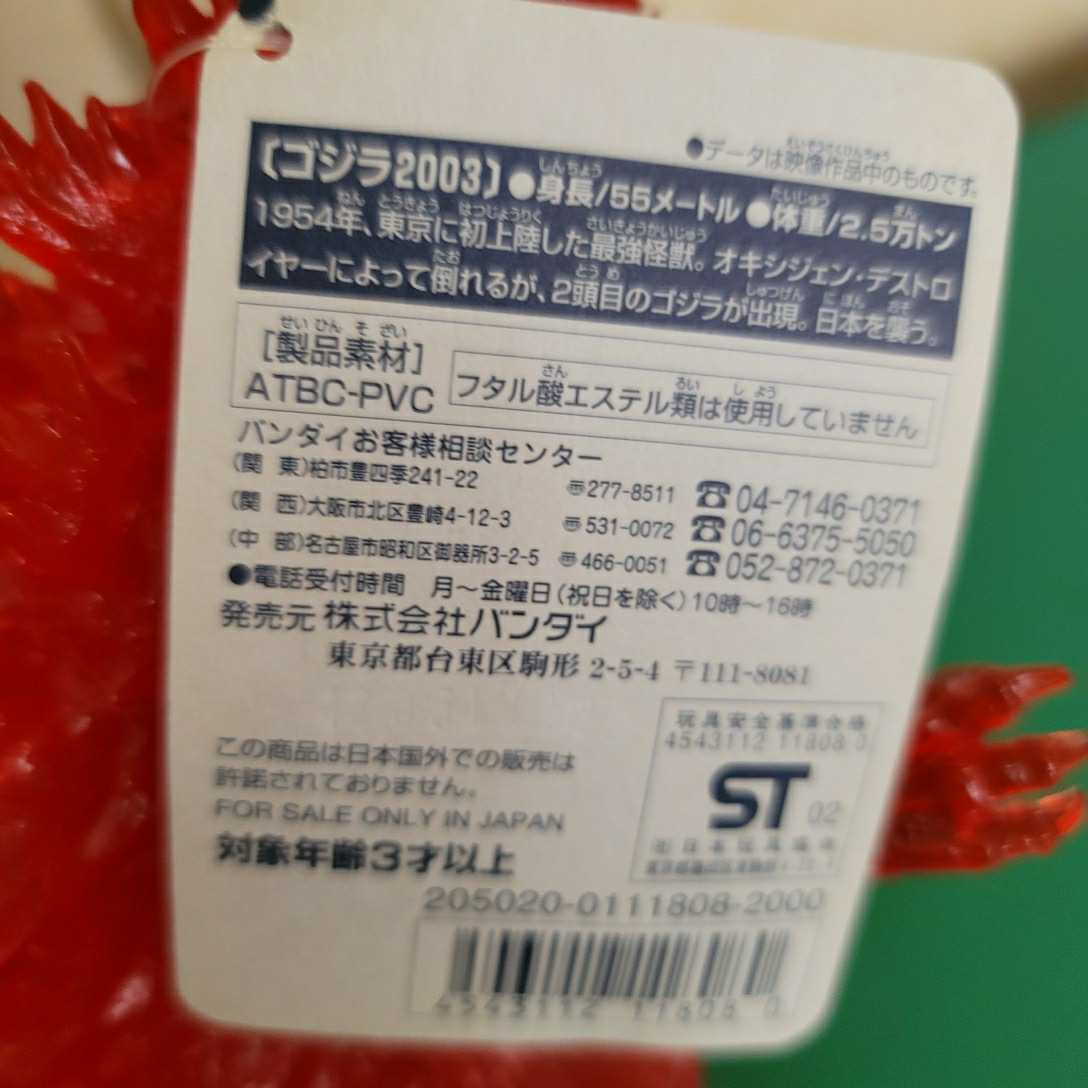 ●データは映像作品中のものです。
〔ゴジラ2003〕●身長/55メートル●体重/2.5万トン
1954年、東京に初上陸した最強怪獣。オキシジェン・デストロ
イヤーによって倒れるが、2頭目のゴジラが出現。日本を襲う。
[製品素材]
ATBC-PVC
フタル酸エステル類は使用していません
バンダイお客様相談センター
(関 東)柏市豊四季241-22 〠277-8511 ☎04-7146-0371
(関 西)大阪市北区豊崎4-12-3 〠531-0072 ☎06-6375-5050
(中 部)名古屋市昭和区御器所3-2-5 〠466-0051 ☎052-872-0371
●電話受付時間 月〜金曜日(祝日を除く)10時〜16時
発売元 株式会社バンダイ
東京都台東区駒形 2-5-4 〒111-8081
玩具安全基準合格
4543112 11808 0
ST 02
この商品は日本国外での販売は
許諾されておりません。
FOR SALE ONLY IN JAPAN
対象年齢3才以上
205020-0111808-2000